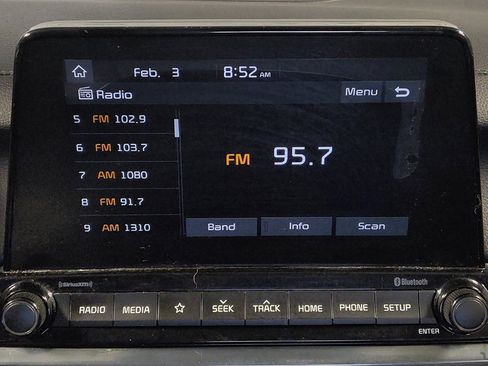 Feb. 3 8:52 AM
Radio Menu
5 FM 102.9
6 FM 103.7
7 AM 1080
8 FM 91.7
9 AM 1310
FM 95.7
Band Info Scan
SiriusXM Bluetooth
RADIO MEDIA SEEK TRACK HOME PHONE SETUP
ENTER